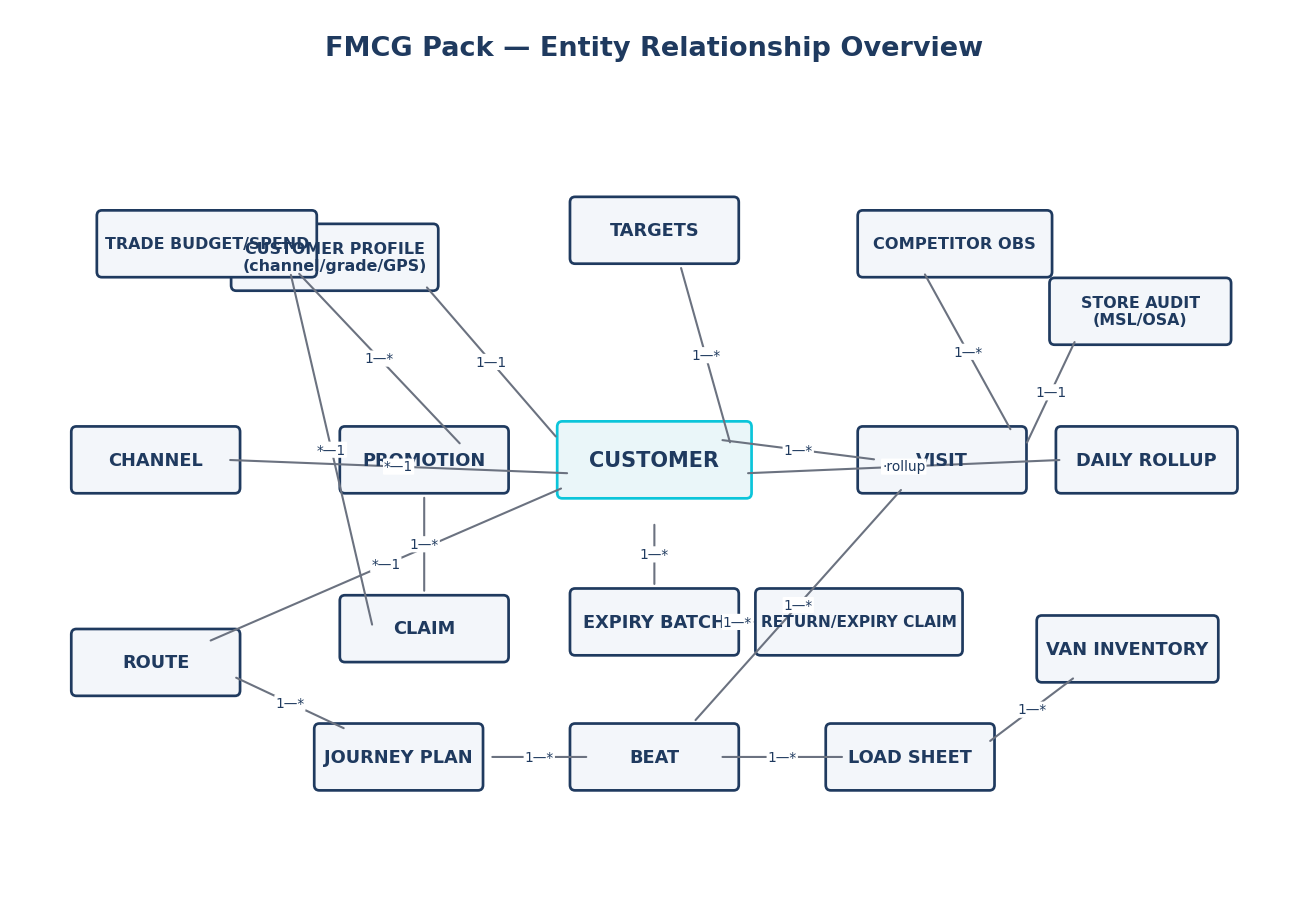 FMCG Pack — Entity Relationship Overview
TARGETS
TRADE BUDGET/SPEND
CUSTOMER PROFILE
(channel/grade/GPS)
COMPETITOR OBS
STORE AUDIT
(MSL/OSA)
1—*
1—1
1—*
1—*
1—1
*—1
1—*
CHANNEL
PROMOTION
*—1
CUSTOMER
·rollup
VISIT
DAILY ROLLUP
1—*
1—*
*—1
1—*
CLAIM
EXPIRY BATCH
1—*
RETURN/EXPIRY CLAIM
VAN INVENTORY
ROUTE
1—*
1—*
JOURNEY PLAN
1—*
BEAT
1—*
LOAD SHEET